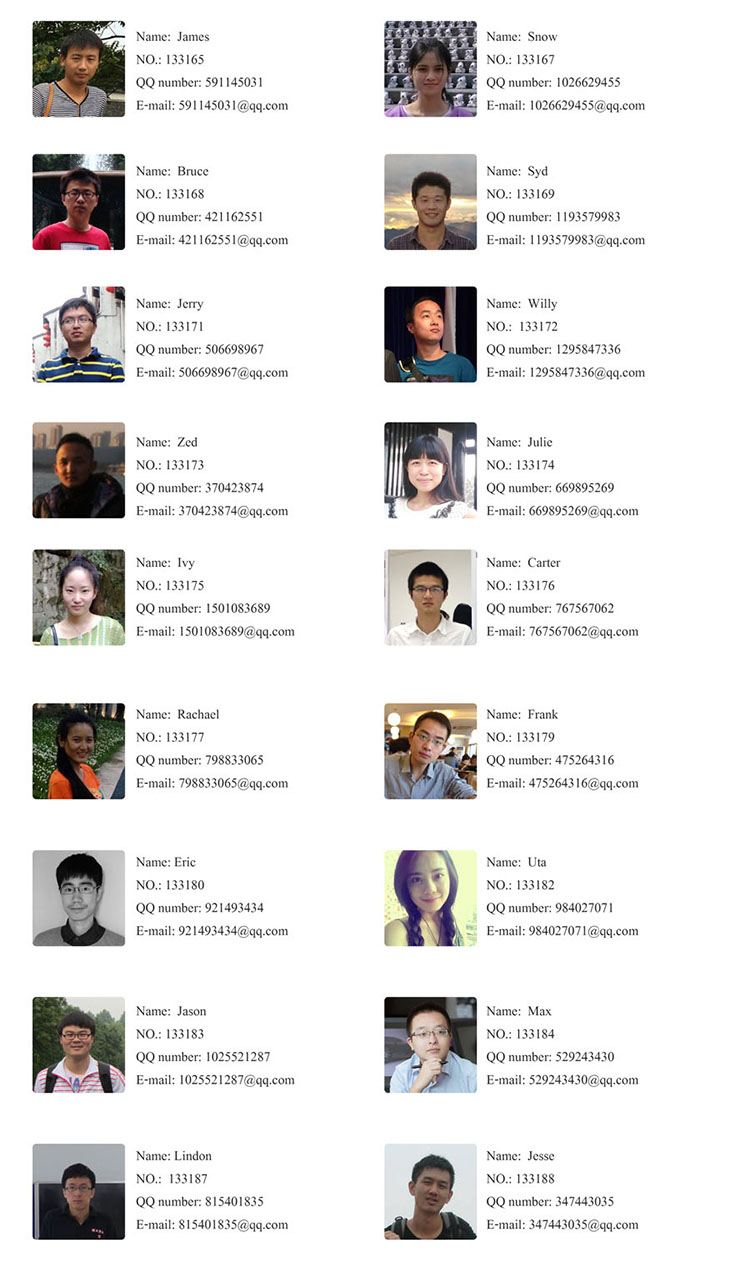 Name: James
NO.: 133165
QQ number: 591145031
E-mail: 591145031@qq.com
Name: Snow
NO.: 133167
QQ number: 1026629455
E-mail: 1026629455@qq.com
Name: Bruce
NO.: 133168
QQ number: 421162551
E-mail: 421162551@qq.com
Name: Syd
NO.: 133169
QQ number: 1193579983
E-mail: 1193579983@qq.com
Name: Jerry
NO.: 133171
QQ number: 506698967
E-mail: 506698967@qq.com
Name: Willy
NO.: 133172
QQ number: 1295847336
E-mail: 1295847336@qq.com
Name: Zed
NO.: 133173
QQ number: 370423874
E-mail: 370423874@qq.com
Name: Julie
NO.: 133174
QQ number: 669895269
E-mail: 669895269@qq.com
Name: Ivy
NO.: 133175
QQ number: 1501083689
E-mail: 1501083689@qq.com
Name: Carter
NO.: 133176
QQ number: 767567062
E-mail: 767567062@qq.com
Name: Rachael
NO.: 133177
QQ number: 798833065
E-mail: 798833065@qq.com
Name: Frank
NO.: 133179
QQ number: 475264316
E-mail: 475264316@qq.com
Name: Eric
NO.: 133180
QQ number: 921493434
E-mail: 921493434@qq.com
Name: Uta
NO.: 133182
QQ number: 984027071
E-mail: 984027071@qq.com
Name: Jason
NO.: 133183
QQ number: 1025521287
E-mail: 1025521287@qq.com
Name: Max
NO.: 133184
QQ number: 529243430
E-mail: 529243430@qq.com
Name: Lindon
NO.: 133187
QQ number: 815401835
E-mail: 815401835@qq.com
Name: Jesse
NO.: 133188
QQ number: 347443035
E-mail: 347443035@qq.com